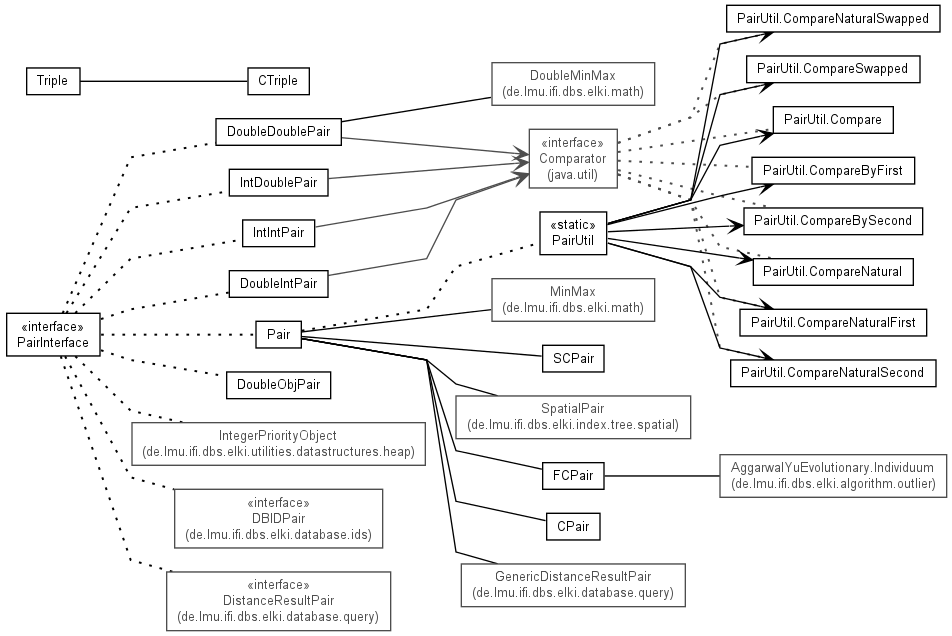 PairUtil.CompareNaturalSwapped
PairUtil.CompareSwapped
Triple
CTriple
DoubleMinMax
(de.lmu.ifi.dbs.elki.math)
PairUtil.Compare
DoubleDoublePair
«interface»
Comparator
(java.util)
PairUtil.CompareByFirst
IntDoublePair
PairUtil.CompareBySecond
IntIntPair
«static»
PairUtil
PairUtil.CompareNatural
DoubleIntPair
MinMax
(de.lmu.ifi.dbs.elki.math)
PairUtil.CompareNaturalFirst
«interface»
PairInterface
Pair
SCPair
PairUtil.CompareNaturalSecond
DoubleObjPair
SpatialPair
(de.lmu.ifi.dbs.elki.index.tree.spatial)
IntegerPriorityObject
(de.lmu.ifi.dbs.elki.utilities.datastructures.heap)
FCPair
AggarwalYuEvolutionary.Individuum
(de.lmu.ifi.dbs.elki.algorithm.outlier)
«interface»
DBIDPair
(de.lmu.ifi.dbs.elki.database.ids)
CPair
GenericDistanceResultPair
(de.lmu.ifi.dbs.elki.database.query)
«interface»
DistanceResultPair
(de.lmu.ifi.dbs.elki.database.query)